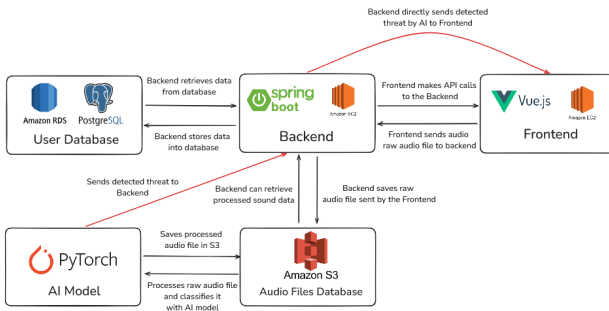 Backend directly sends detected
threat by AI to Frontend
Backend retrieves data
from database
Amazon RDS
PostgreSQL
User Database
Backend stores data
into database
spring
boot
Amazon EC2
Backend
Frontend makes API calls
to the Backend
Frontend sends audio
raw audio file to backend
Vue.js
Amazon EC2
Frontend
Sends detected threat to
Backend
Backend can retrieve
processed sound data
Backend saves raw
audio file sent by the Frontend
PyTorch
AI Model
Saves processed
audio file in S3
Processes raw audio file
and classifies it
with AI model
Amazon S3
Audio Files Database